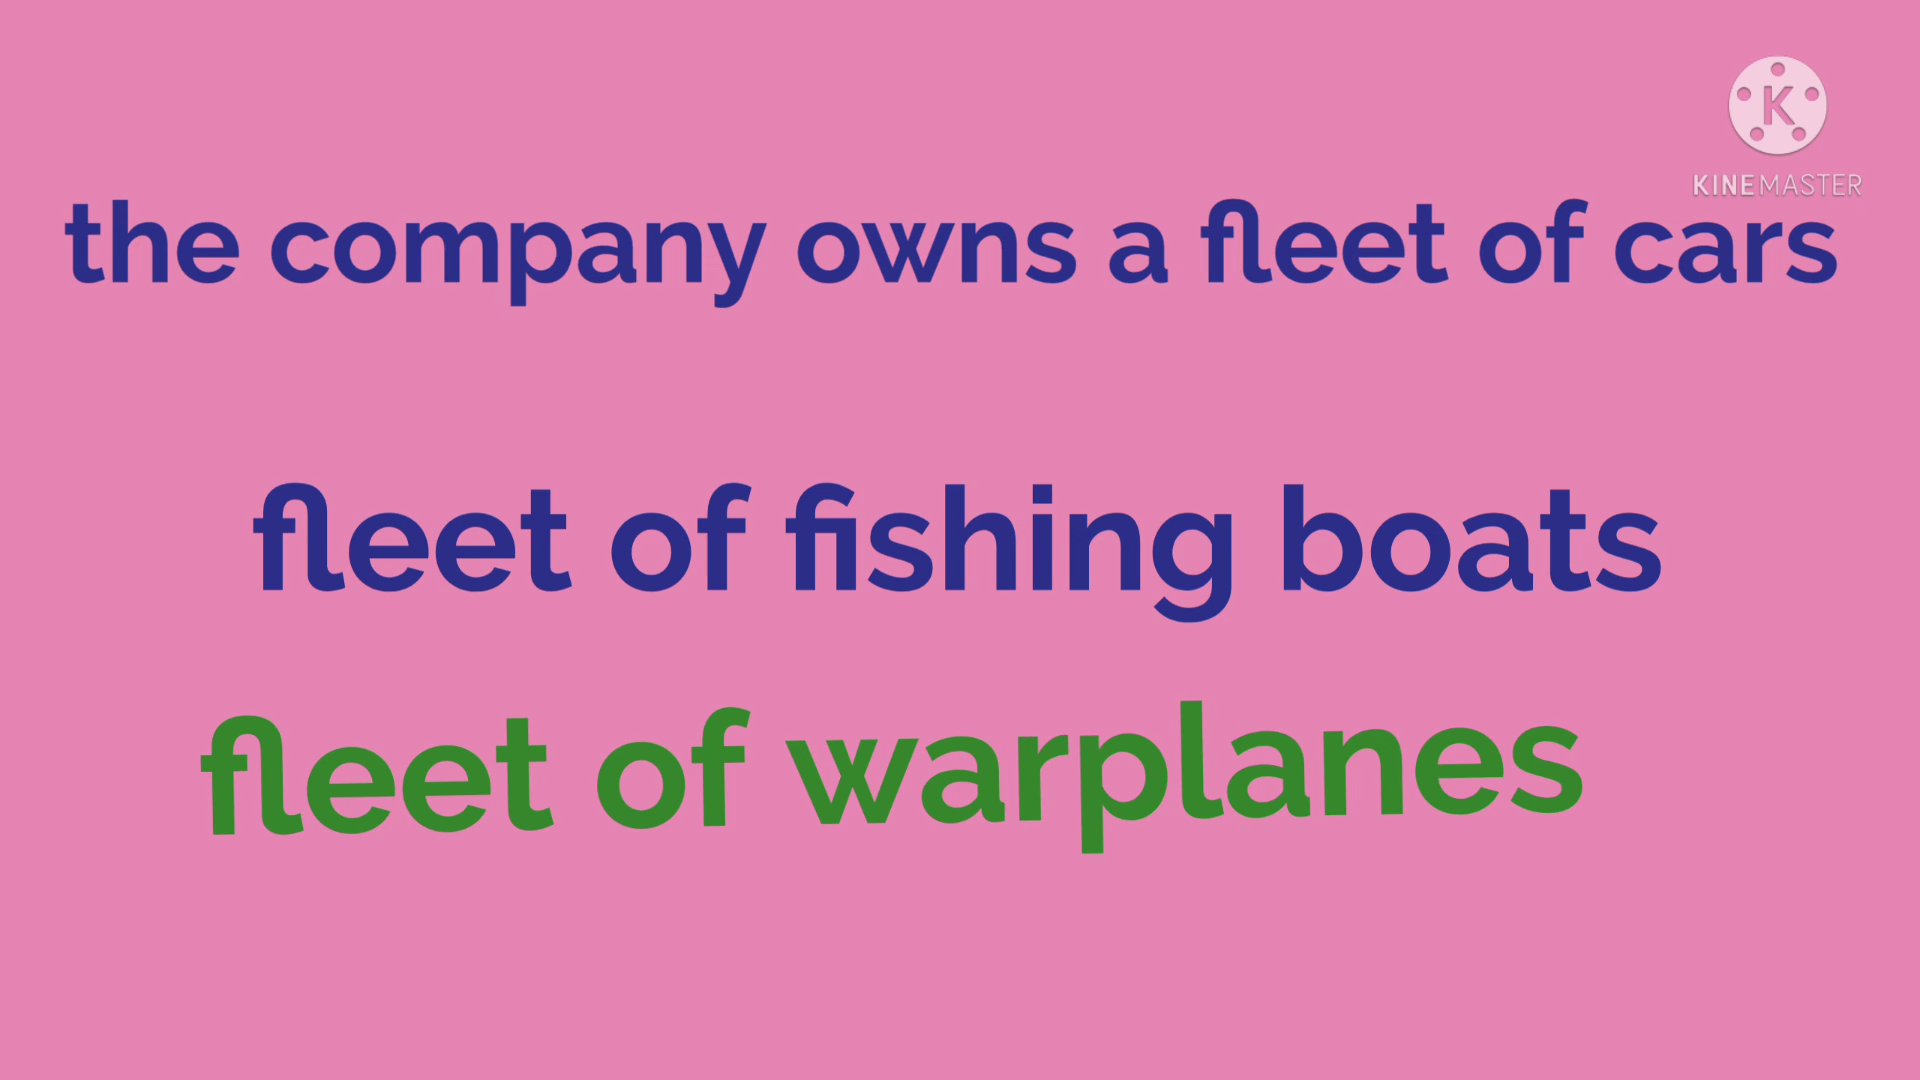 K
KINEMASTER
the company owns a fleet of cars
fleet of fishing boats
fleet of warplanes